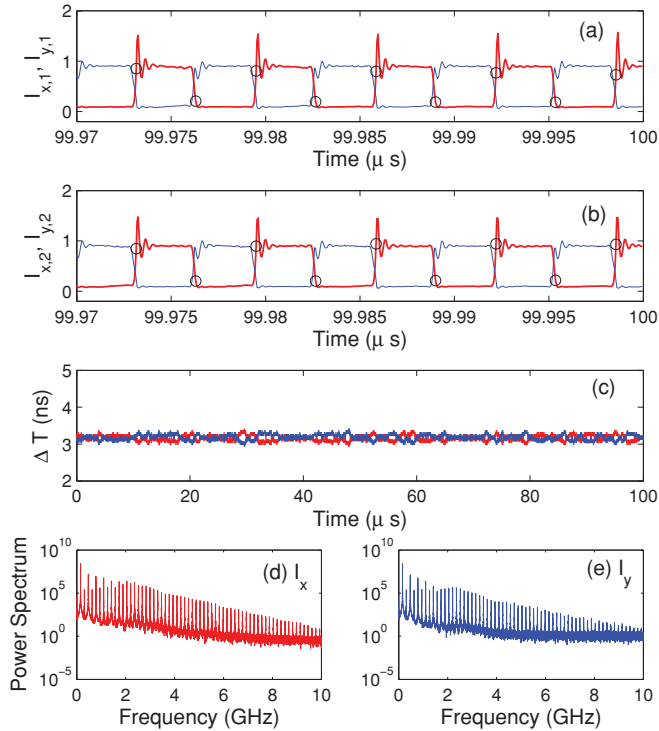 2
(a)
1
0
I_{x,1}, I_{y,1}
99.97 99.975 99.98 99.985 99.99 99.995 100
Time (μ s)
2
(b)
1
0
I_{x,2}, I_{y,2}
99.97 99.975 99.98 99.985 99.99 99.995 100
Time (μ s)
5
(c)
4
3
2
Δ T (ns)
0 20 40 60 80 100
Time (μ s)
10^{10}
(d) I_x
10^5
10^0
10^{-5}
Power Spectrum
0 2 4 6 8 10
Frequency (GHz)
10^{10}
(e) I_y
10^5
10^0
10^{-5}
0 2 4 6 8 10
Frequency (GHz)